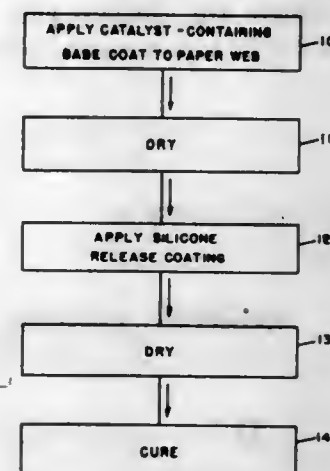 APPLY CATALYST-CONTAINING
BASE COAT TO PAPER WEB
10
DRY
11
APPLY SILICONE
RELEASE COATING
12
DRY
13
CURE
14